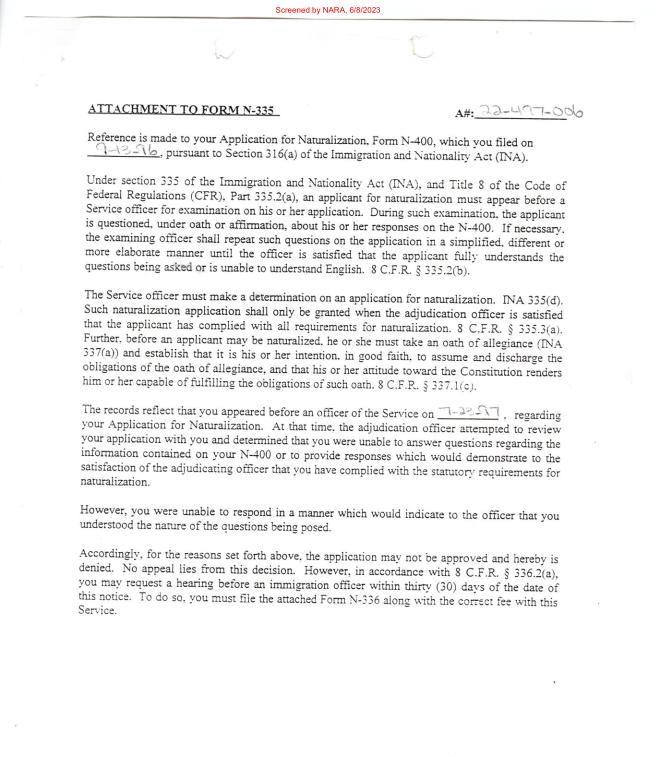 Screened by NARA, 6/8/2023
ATTACHMENT TO FORM N-335
A#: 22-497-006
Reference is made to your Application for Naturalization, Form N-400, which you filed on
9-13-96, pursuant to Section 316(a) of the Immigration and Nationality Act (INA).
Under section 335 of the Immigration and Nationality Act (INA), and Title 8 of the Code of
Federal Regulations (CFR), Part 335.2(a), an applicant for naturalization must appear before a
Service officer for examination on his or her application. During such examination, the applicant
is questioned, under oath or affirmation, about his or her responses on the N-400. If necessary,
the examining officer shall repeat such questions on the application in a simplified, different or
more elaborate manner until the officer is satisfied that the applicant fully understands the
questions being asked or is unable to understand English. 8 C.F.R. § 335.2(b).
The Service officer must make a determination on an application for naturalization. INA 335(d).
Such naturalization application shall only be granted when the adjudication officer is satisfied
that the applicant has complied with all requirements for naturalization. 8 C.F.R. § 335.3(a).
Further, before an applicant may be naturalized, he or she must take an oath of allegiance (INA
337(a)) and establish that it is his or her intention, in good faith, to assume and discharge the
obligations of the oath of allegiance, and that his or her attitude toward the Constitution renders
him or her capable of fulfilling the obligations of such oath. 8 C.F.R. § 337.1(c).
The records reflect that you appeared before an officer of the Service on 7-23-97, regarding
your Application for Naturalization. At that time, the adjudication officer attempted to review
your application with you and determined that you were unable to answer questions regarding the
information contained on your N-400 or to provide responses which would demonstrate to the
satisfaction of the adjudicating officer that you have complied with the statutory requirements for
naturalization.
However, you were unable to respond in a manner which would indicate to the officer that you
understood the nature of the questions being posed.
Accordingly, for the reasons set forth above, the application may not be approved and hereby is
denied. No appeal lies from this decision. However, in accordance with 8 C.F.R. § 336.2(a),
you may request a hearing before an immigration officer within thirty (30) days of the date of
this notice. To do so, you must file the attached Form N-336 along with the correct fee with this
Service.